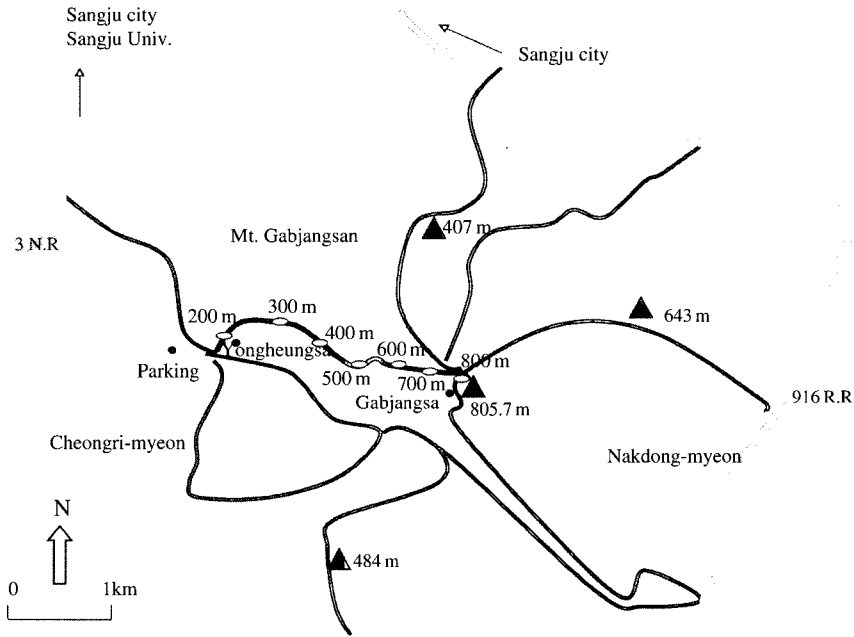 Sangju city
Sangju Univ.
Sangju city
407 m
Mt. Gabjangsan
3 N.R
300 m
200 m
643 m
400 m
Yongheungsa
600 m
800 m
Parking
500 m
700 m
Gabjangsa
805.7 m
916 R.R
Cheongri-myeon
Nakdong-myeon
N
484 m
0
1km